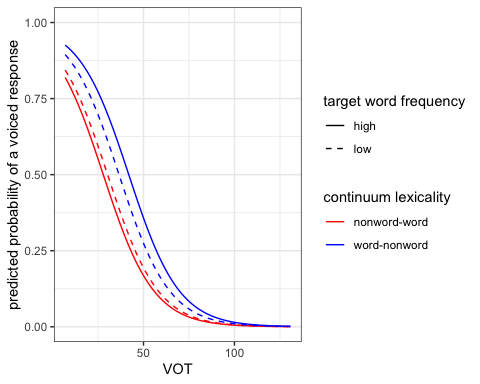 predicted probability of a voiced response
1.00
0.75
0.50
0.25
0.00
50
100
VOT
target word frequency
high
low
continuum lexicality
nonword-word
word-nonword